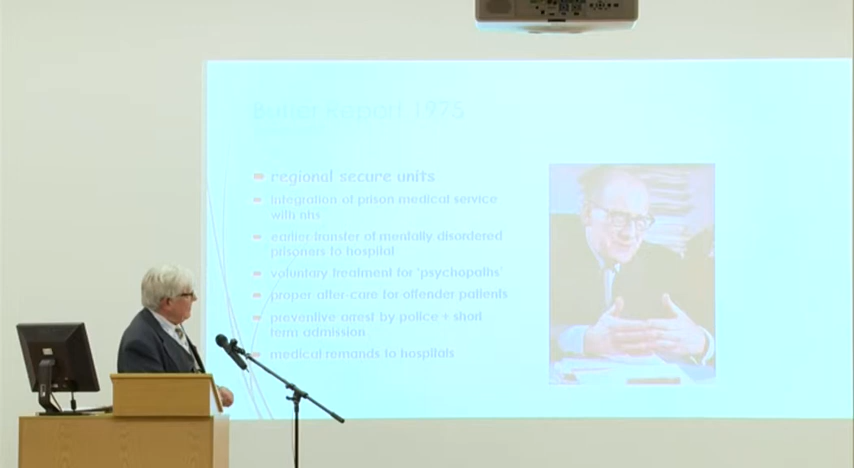 Butler Report 1975
regional secure units
integration of prison medical service
with nhs
earlier transfer of mentally disordered
prisoners to hospital
voluntary treatment for 'psychopaths'
proper after-care for offender patients
preventive arrest by police + short
term admission
medical remands to hospitals